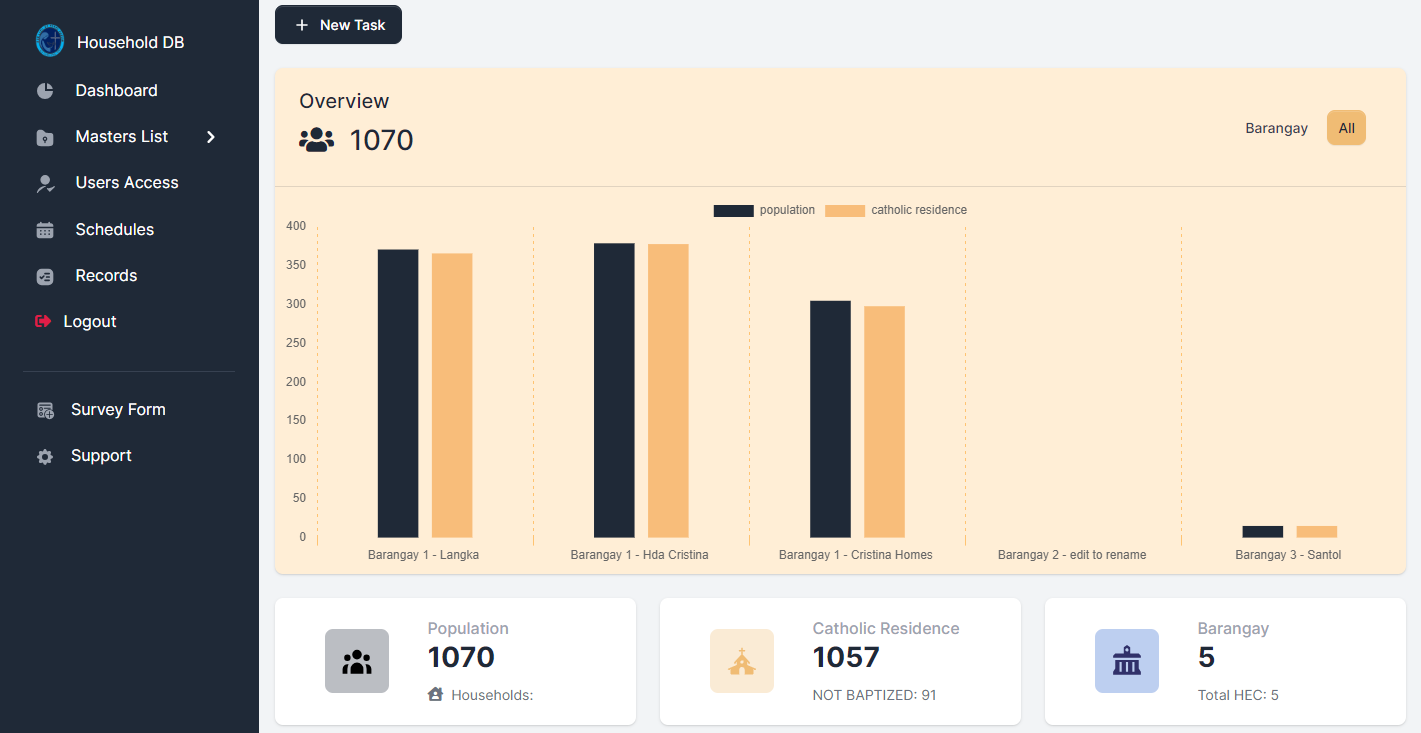 Household DB
Dashboard
Masters List
Users Access
Schedules
Records
Logout
Survey Form
Support
+ New Task
Overview
1070
Barangay All
population catholic residence
400
350
300
250
200
150
100
50
0
Barangay 1 - Langka Barangay 1 - Hda Cristina Barangay 1 - Cristina Homes Barangay 2 - edit to rename Barangay 3 - Santol
Population
1070
Households:
Catholic Residence
1057
NOT BAPTIZED: 91
Barangay
5
Total HEC: 5